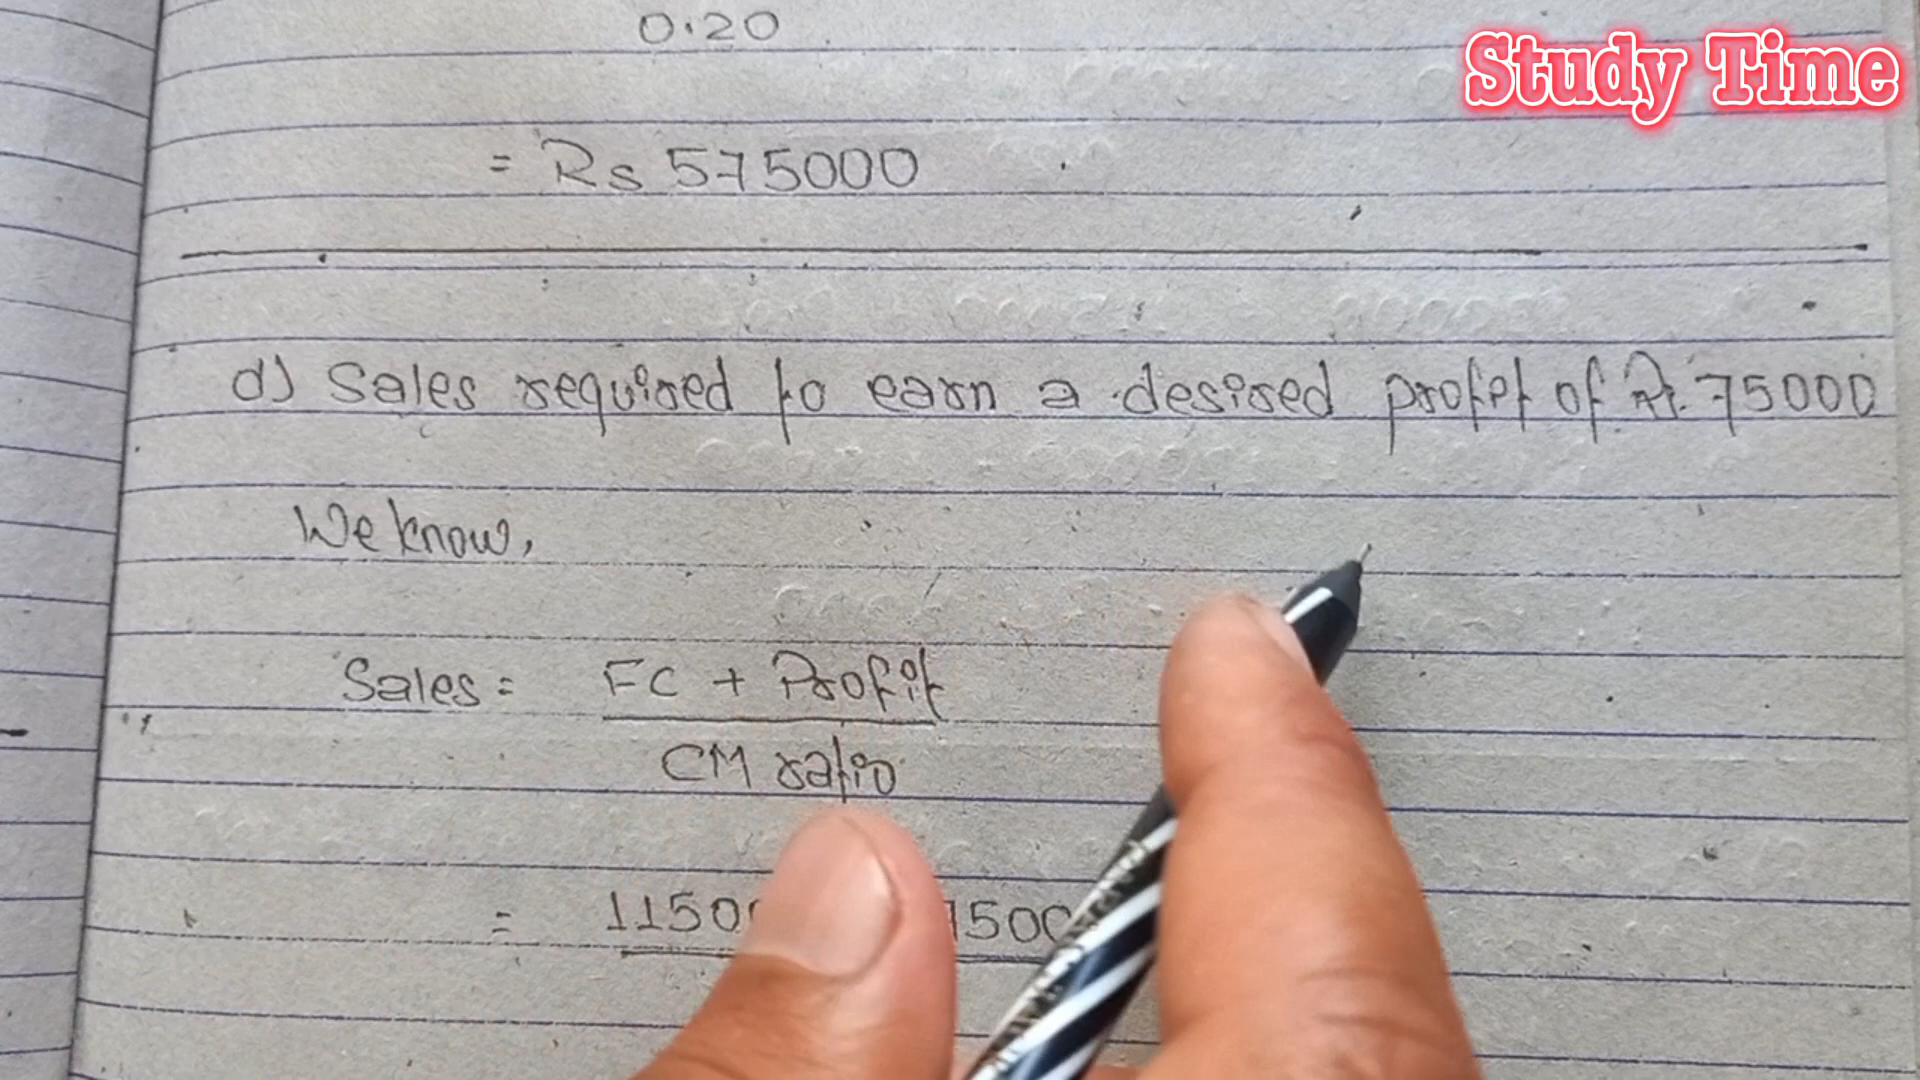 0.20
Study Time
= Rs 575000
d) Sales required to earn a desired profit of Rs. 75000
We know,
Sales = FC + Profit
CM ratio
=